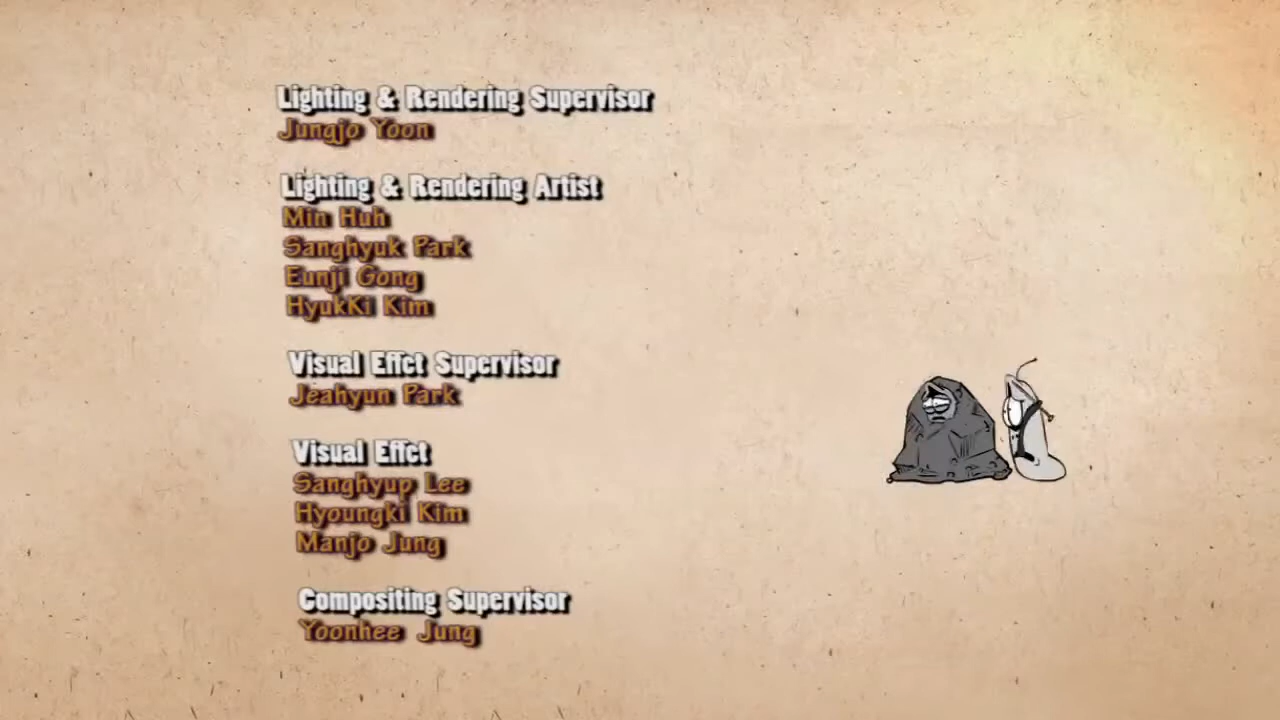 Lighting & Rendering Supervisor
Jungjo Yoon
Lighting & Rendering Artist
Min Huh
Sanghyuk Park
Eunji Gong
HyukKi Kim
Visual Effct Supervisor
Jeahyun Park
Visual Effct
Sanghyup Lee
Hyoungki Kim
Manjo Jung
Compositing Supervisor
Yoonhee Jung